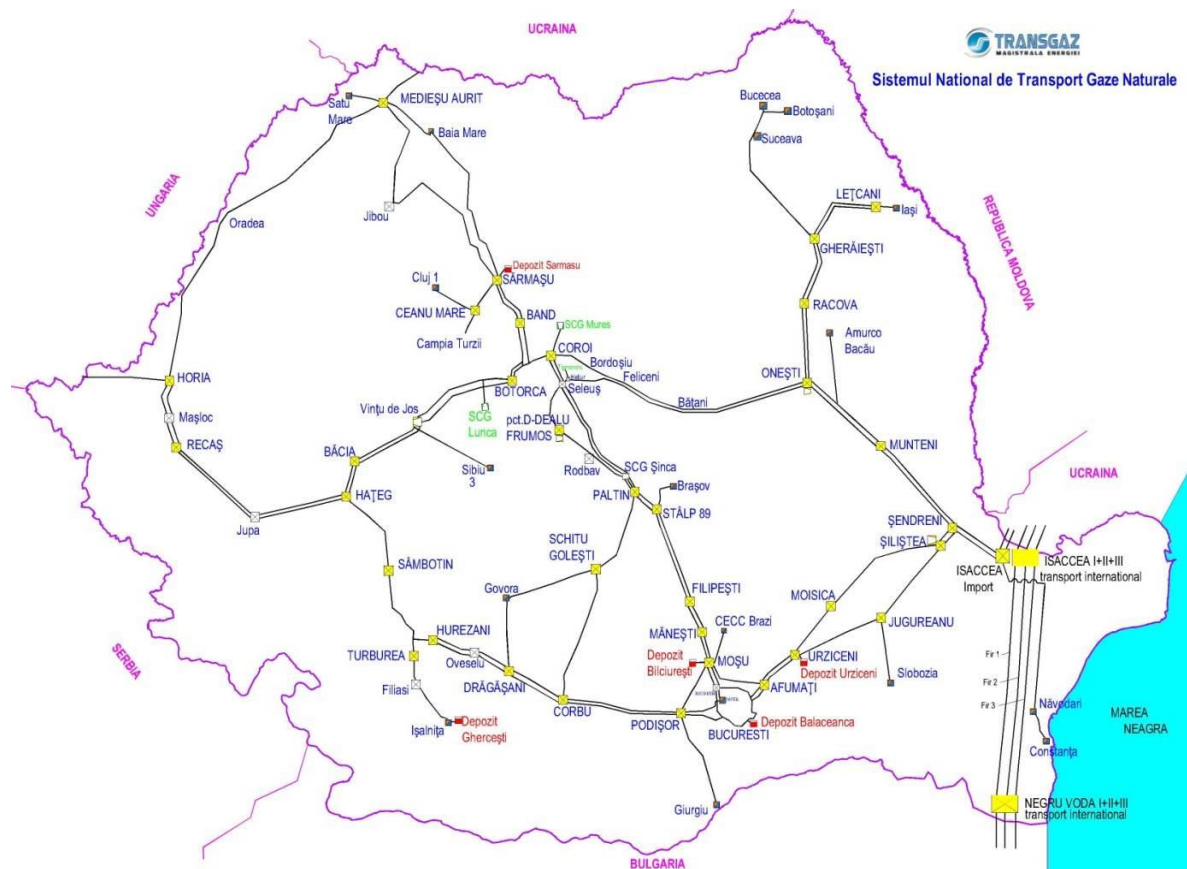 UCRAINA
TRANSGAZ
MAGISTRALA ENERGIEI
Sistemul National de Transport Gaze Naturale
Satu
Mare
MEDIEŞU AURIT
Baia Mare
Bucecea
Botoşani
Suceava
UNGARIA
Oradea
Jibou
LEŢCANI
Iaşi
GHERĂIEŞTI
REPUBLICA MOLDOVA
Depozit Sarmasu
SĂRMAŞU
Cluj 1
CEANU MARE
BAND
Campia Turzii
SCG Mures
COROI
Bordoşiu
Feliceni
Seleuş
RACOVA
Amurco
Bacău
ONEŞTI
Băţani
HORIA
Maşloc
RECAŞ
BOTORCA
Vinţu de Jos
SCG
Lunca
pct.D-DEALU
FRUMOS
BĂCIA
Sibiu
3
Rodbav
SCG Şinca
MUNTENI
HAŢEG
PALTIN
Braşov
STÂLP 89
UCRAINA
Jupa
ŞENDRENI
ŞILIŞTEA
SCHITU
GOLEŞTI
ISACCEA
Import
ISACCEA I+II+III
transport international
SÂMBOTIN
Govora
FILIPEŞTI
MOISICA
CECC Brazi
JUGUREANU
MĂNEŞTI
HUREZANI
Oveselu
TURBUREA
Depozit
Bilciureşti
MOŞU
URZICENI
Depozit Urziceni
Fir 1
Fir 2
Fir 3
SERBIA
Filiasi
DRĂGĂŞANI
CORBU
AFUMAŢI
Slobozia
Năvodari
Işalniţa
Depozit
Gherceşti
PODIŞOR
BUCURESTI
Depozit Balaceanca
MAREA
NEAGRA
Constanţa
Giurgiu
NEGRU VODA I+II+III
transport international
BULGARIA